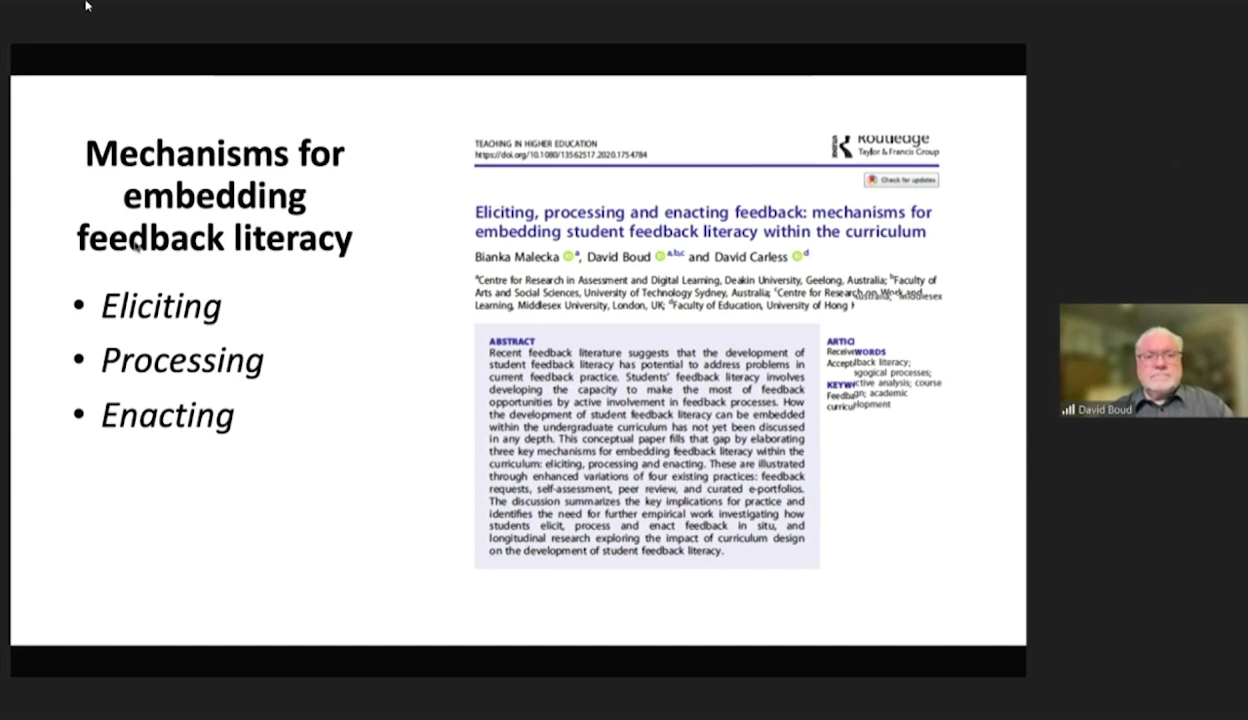 Mechanisms for
embedding
feedback literacy
• Eliciting
• Processing
• Enacting
TEACHING IN HIGHER EDUCATION
https://doi.org/10.1080/13562517.2020.1754784
Routledge
Taylor & Francis Group
Check for updates
Eliciting, processing and enacting feedback: mechanisms for
embedding student feedback literacy within the curriculum
Bianka Malecka a, David Boud a,b,c and David Carless d
aCentre for Research in Assessment and Digital Learning, Deakin University, Geelong, Australia; bFaculty of
Arts and Social Sciences, University of Technology Sydney, Australia; cCentre for Research on Work and
Learning, Middlesex University, London, UK; dFaculty of Education, University of Hong
ABSTRACT
Recent feedback literature suggests that the development of
student feedback literacy has potential to address problems in
current feedback practice. Students' feedback literacy involves
developing the capacity to make the most of feedback
opportunities by active involvement in feedback processes. How
the development of student feedback literacy can be embedded
within the undergraduate curriculum has not yet been discussed
in any depth. This conceptual paper fills that gap by elaborating
three key mechanisms for embedding feedback literacy within the
curriculum: eliciting, processing and enacting. These are illustrated
through enhanced variations of four existing practices: feedback
requests, self-assessment, peer review, and curated e-portfolios.
The discussion summarizes the key implications for practice and
identifies the need for further empirical work investigating how
students elicit, process and enact feedback in situ, and
longitudinal research exploring the impact of curriculum design
on the development of student feedback literacy.
literacy;
processes;
analysis; course
academic
David Boud